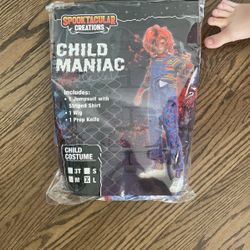 SPOOKTACULAR
CREATIONS
CHILD
MANIAC
Includes:
• 1 Jumpsuit with
Striped Shirt
• 1 Wig
• 1 Prop Knife
CHILD
COSTUME
3T S
M X L